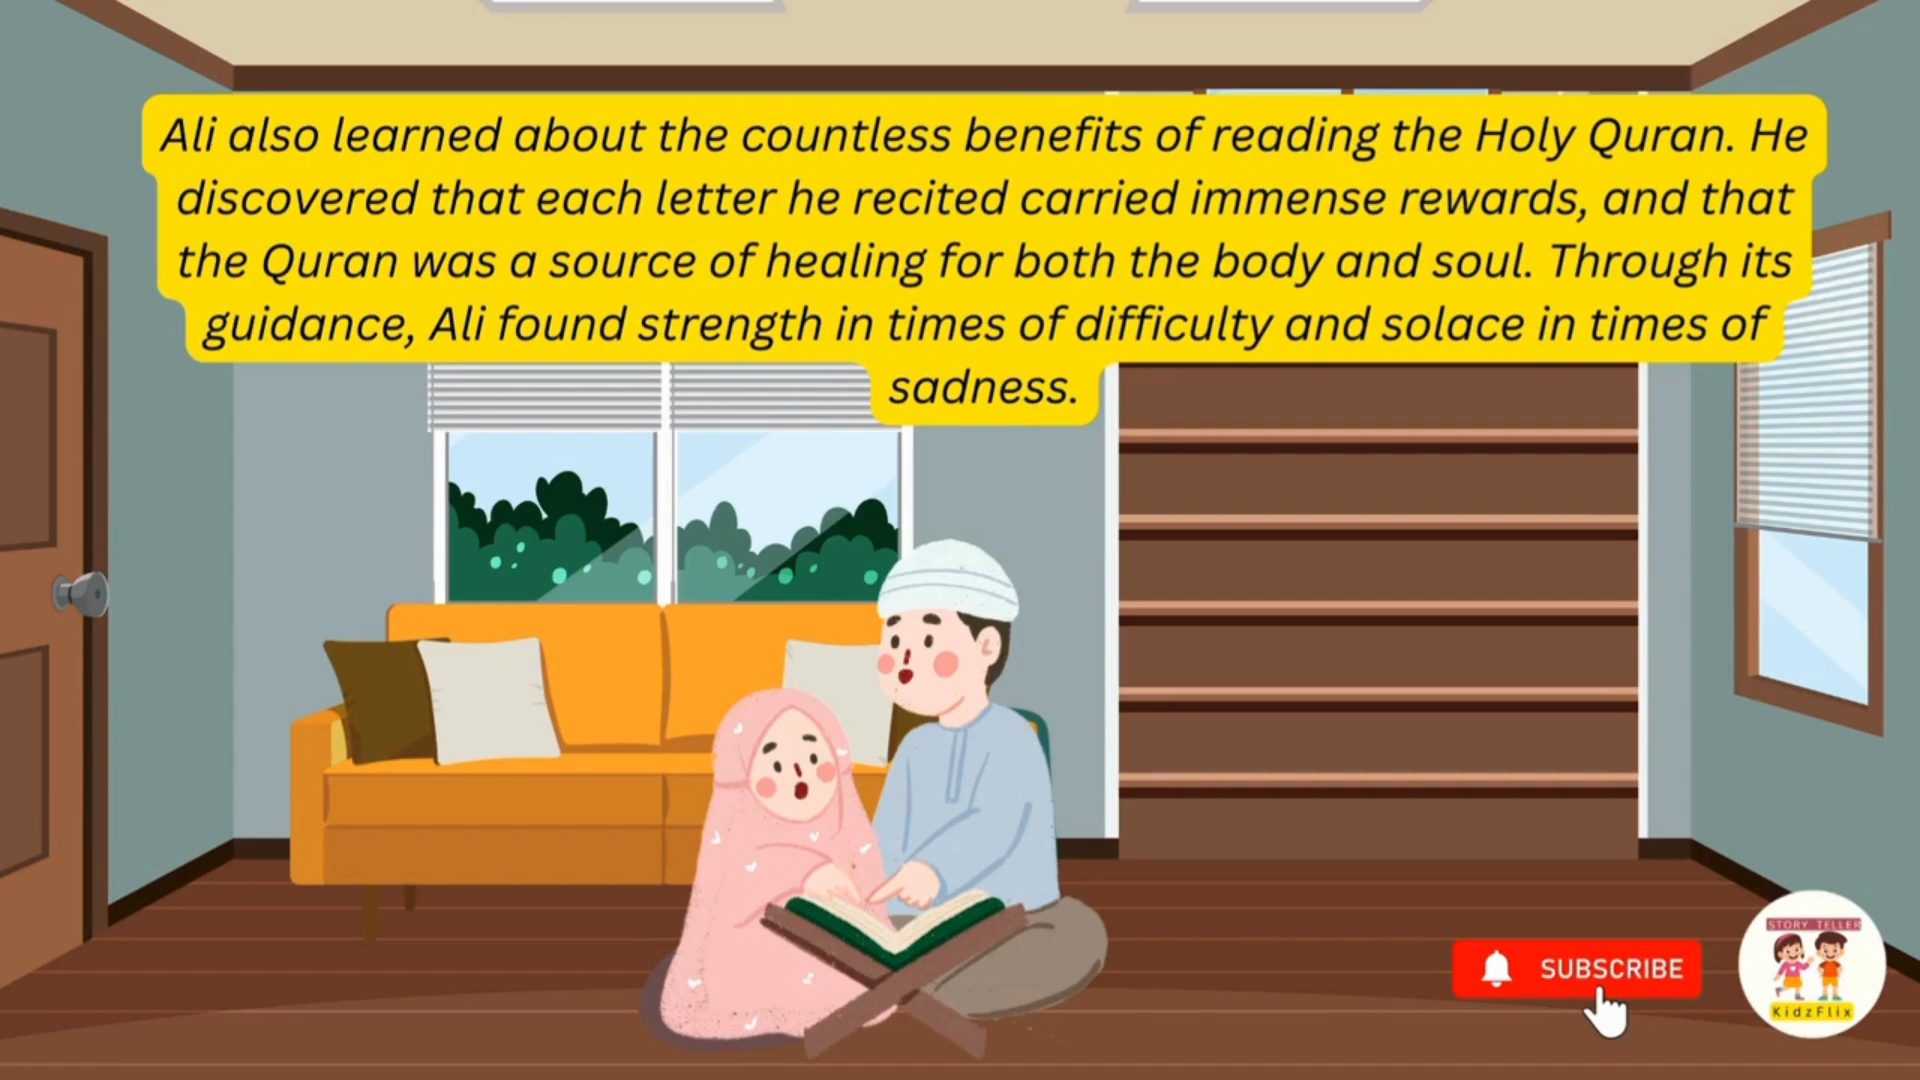 Ali also learned about the countless benefits of reading the Holy Quran. He
discovered that each letter he recited carried immense rewards, and that
the Quran was a source of healing for both the body and soul. Through its
guidance, Ali found strength in times of difficulty and solace in times of
sadness.
SUBSCRIBE
STORY TELLER
KidzFlix